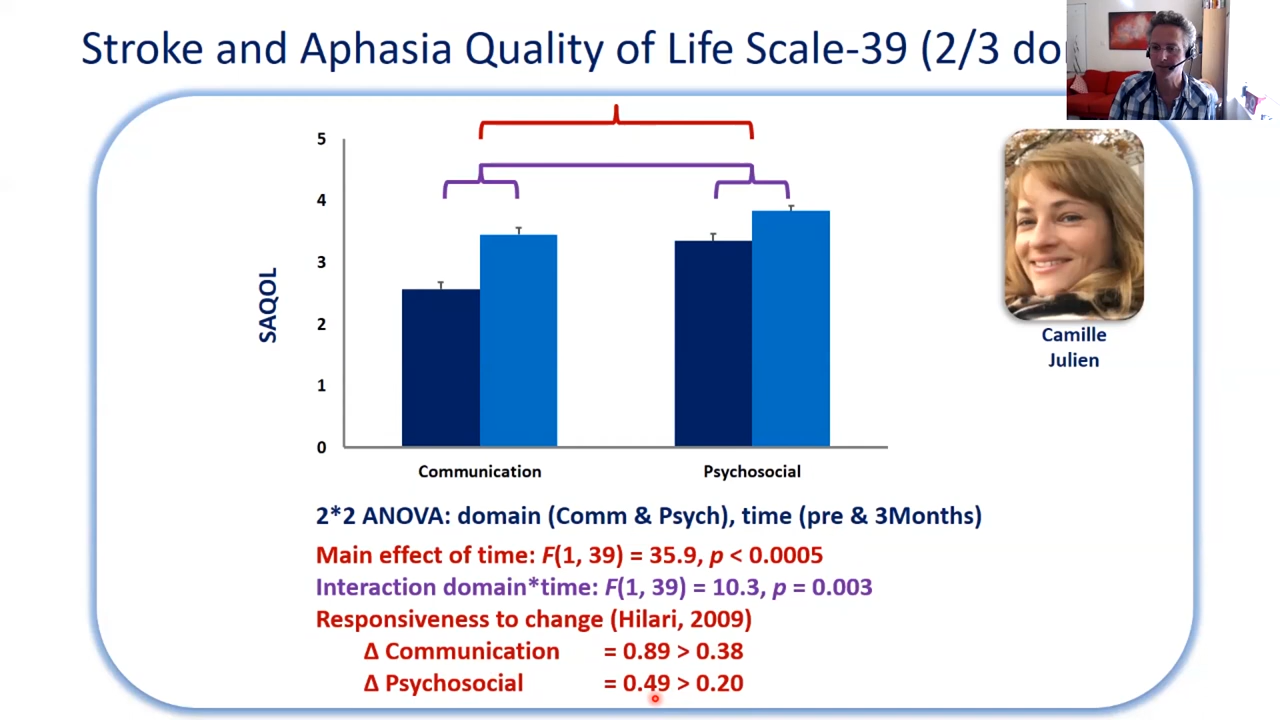 Stroke and Aphasia Quality of Life Scale-39 (2/3 do
5
4
3
2
1
0
SAQOL
Communication
Psychosocial
Camille
Julien
2*2 ANOVA: domain (Comm & Psych), time (pre & 3Months)
Main effect of time: F(1, 39) = 35.9, p < 0.0005
Interaction domain*time: F(1, 39) = 10.3, p = 0.003
Responsiveness to change (Hilari, 2009)
Δ Communication = 0.89 > 0.38
Δ Psychosocial = 0.49 > 0.20